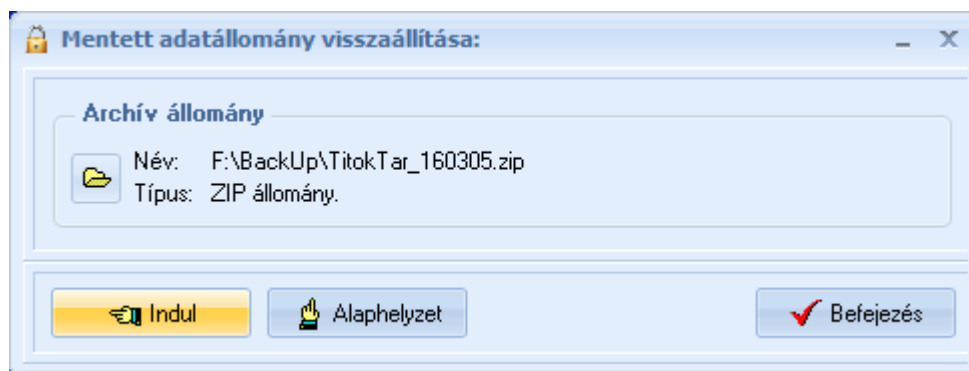 Mentett adatállomány visszaállítása:
Archív állomány
Név: F:\BackUp\TitokTar_160305.zip
Típus: ZIP állomány.
Indul Alaphelyzet Befejezés